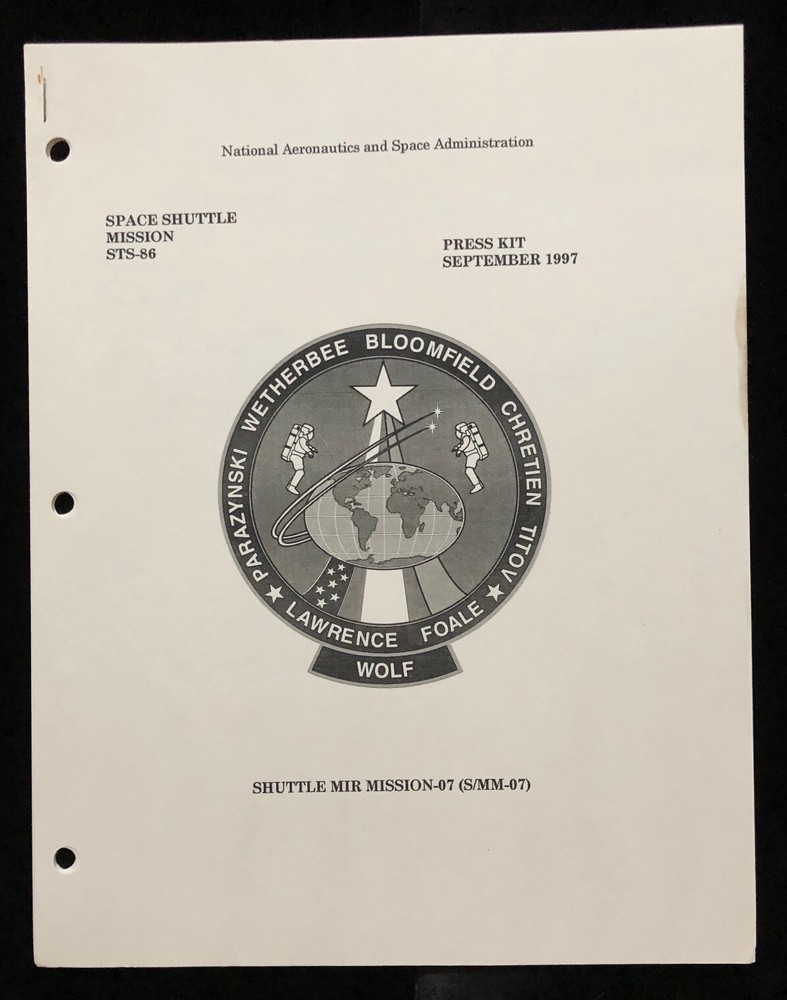 National Aeronautics and Space Administration
SPACE SHUTTLE
MISSION
STS-86
PRESS KIT
SEPTEMBER 1997
PARAZYNSKI WETHERBEE BLOOMFIELD CHRETIEN TITOV
LAWRENCE FOALE
WOLF
SHUTTLE MIR MISSION-07 (S/MM-07)